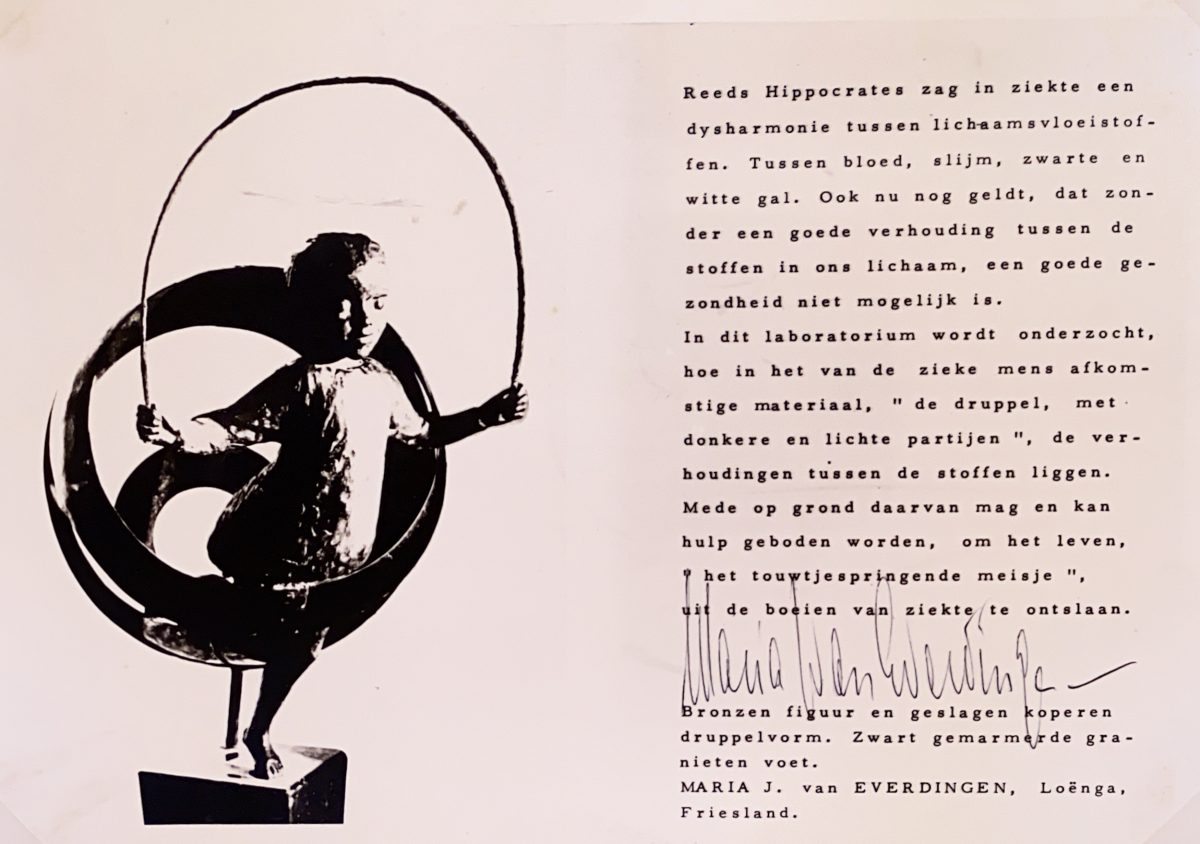 Reeds Hippocrates zag in ziekte een
dysharmonie tussen lichaamsvloeistof-
fen. Tussen bloed, slijm, zwarte en
witte gal. Ook nu nog geldt, dat zon-
der een goede verhouding tussen de
stoffen in ons lichaam, een goede ge-
zondheid niet mogelijk is.
In dit laboratorium wordt onderzocht,
hoe in het van de zieke mens afkom-
stige materiaal, " de druppel, met
donkere en lichte partijen ", de ver-
houdingen tussen de stoffen liggen.
Mede op grond daarvan mag en kan
hulp geboden worden, om het leven,
" het touwtjespringende meisje ",
uit de boeien van ziekte te ontslaan.
Maria van Everdingen
Bronzen figuur en geslagen koperen
druppelvorm. Zwart gemarmerde gra-
nieten voet.
MARIA J. van EVERDINGEN, Loënga,
Friesland.